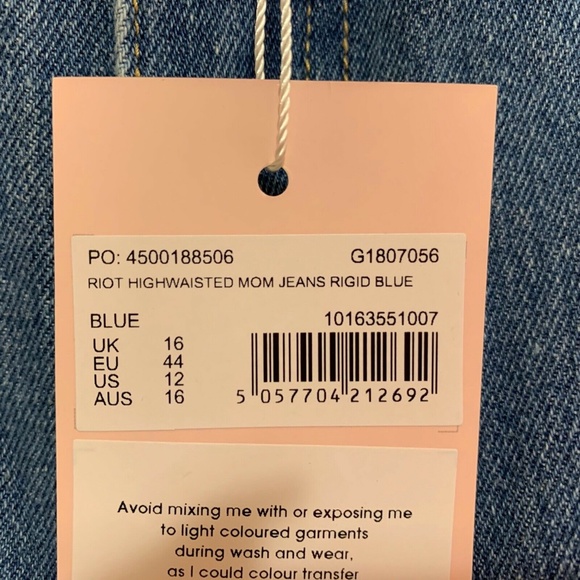 PO: 4500188506 G1807056
RIOT HIGHWAISTED MOM JEANS RIGID BLUE
BLUE 10163551007
UK 16
EU 44
US 12
AUS 16
5 057704 212692
Avoid mixing me with or exposing me
to light coloured garments
during wash and wear,
as I could colour transfer